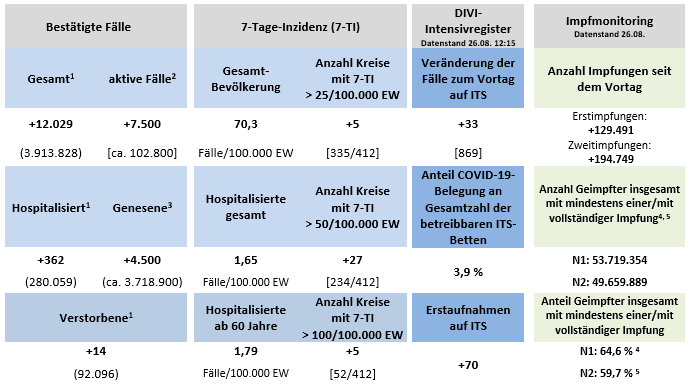 Bestätigte Fälle
7-Tage-Inzidenz (7-TI)
DIVI-
Intensivregister
Datenstand 26.08. 12:15
Impfmonitoring
Datenstand 26.08.
Gesamt¹
aktive Fälle²
Gesamt-
Bevölkerung
Anzahl Kreise
mit 7-TI
> 25/100.000 EW
Veränderung der
Fälle zum Vortag
auf ITS
Anzahl Impfungen seit
dem Vortag
+12.029
+7.500
70,3
+5
+33
Erstimpfungen:
+129.491
(3.913.828)
[ca. 102.800]
Fälle/100.000 EW
[335/412]
[869]
Zweitimpfungen:
+194.749
Hospitalisiert¹
Genesene³
Hospitalisierte
gesamt
Anzahl Kreise
mit 7-TI
> 50/100.000 EW
Anteil COVID-19-
Belegung an
Gesamtzahl der
betreibbaren ITS-
Betten
Anzahl Geimpfter insgesamt
mit mindestens einer/mit
vollständiger Impfung⁴, ⁵
+362
+4.500
1,65
+27
3,9 %
N1: 53.719.354
(280.059)
(ca. 3.718.900)
Fälle/100.000 EW
[234/412]
N2: 49.659.889
Verstorbene¹
Hospitalisierte
ab 60 Jahre
Anzahl Kreise
mit 7-TI
> 100/100.000 EW
Erstaufnahmen
auf ITS
Anteil Geimpfter insgesamt
mit mindestens einer/mit
vollständiger Impfung
+14
1,79
+5
+70
N1: 64,6 % ⁴
(92.096)
Fälle/100.000 EW
[52/412]
N2: 59,7 % ⁵